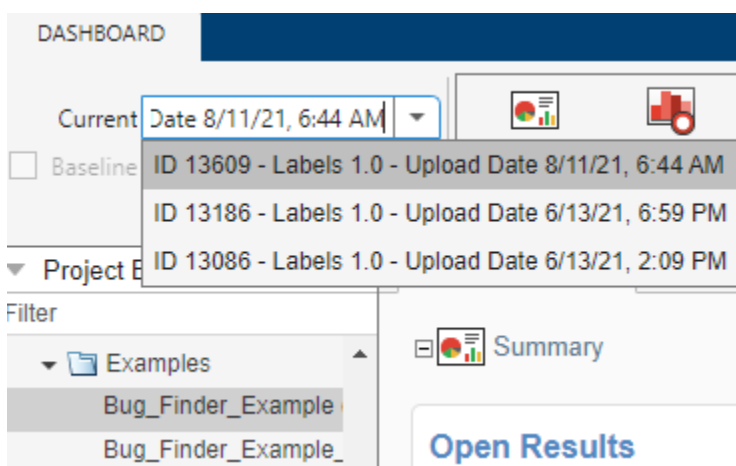 DASHBOARD
Current Date 8/11/21, 6:44 AM
Baseline
ID 13609 - Labels 1.0 - Upload Date 8/11/21, 6:44 AM
ID 13186 - Labels 1.0 - Upload Date 6/13/21, 6:59 PM
ID 13086 - Labels 1.0 - Upload Date 6/13/21, 2:09 PM
Project E
Filter
Examples
Bug_Finder_Example
Bug_Finder_Example_
Summary
Open Results